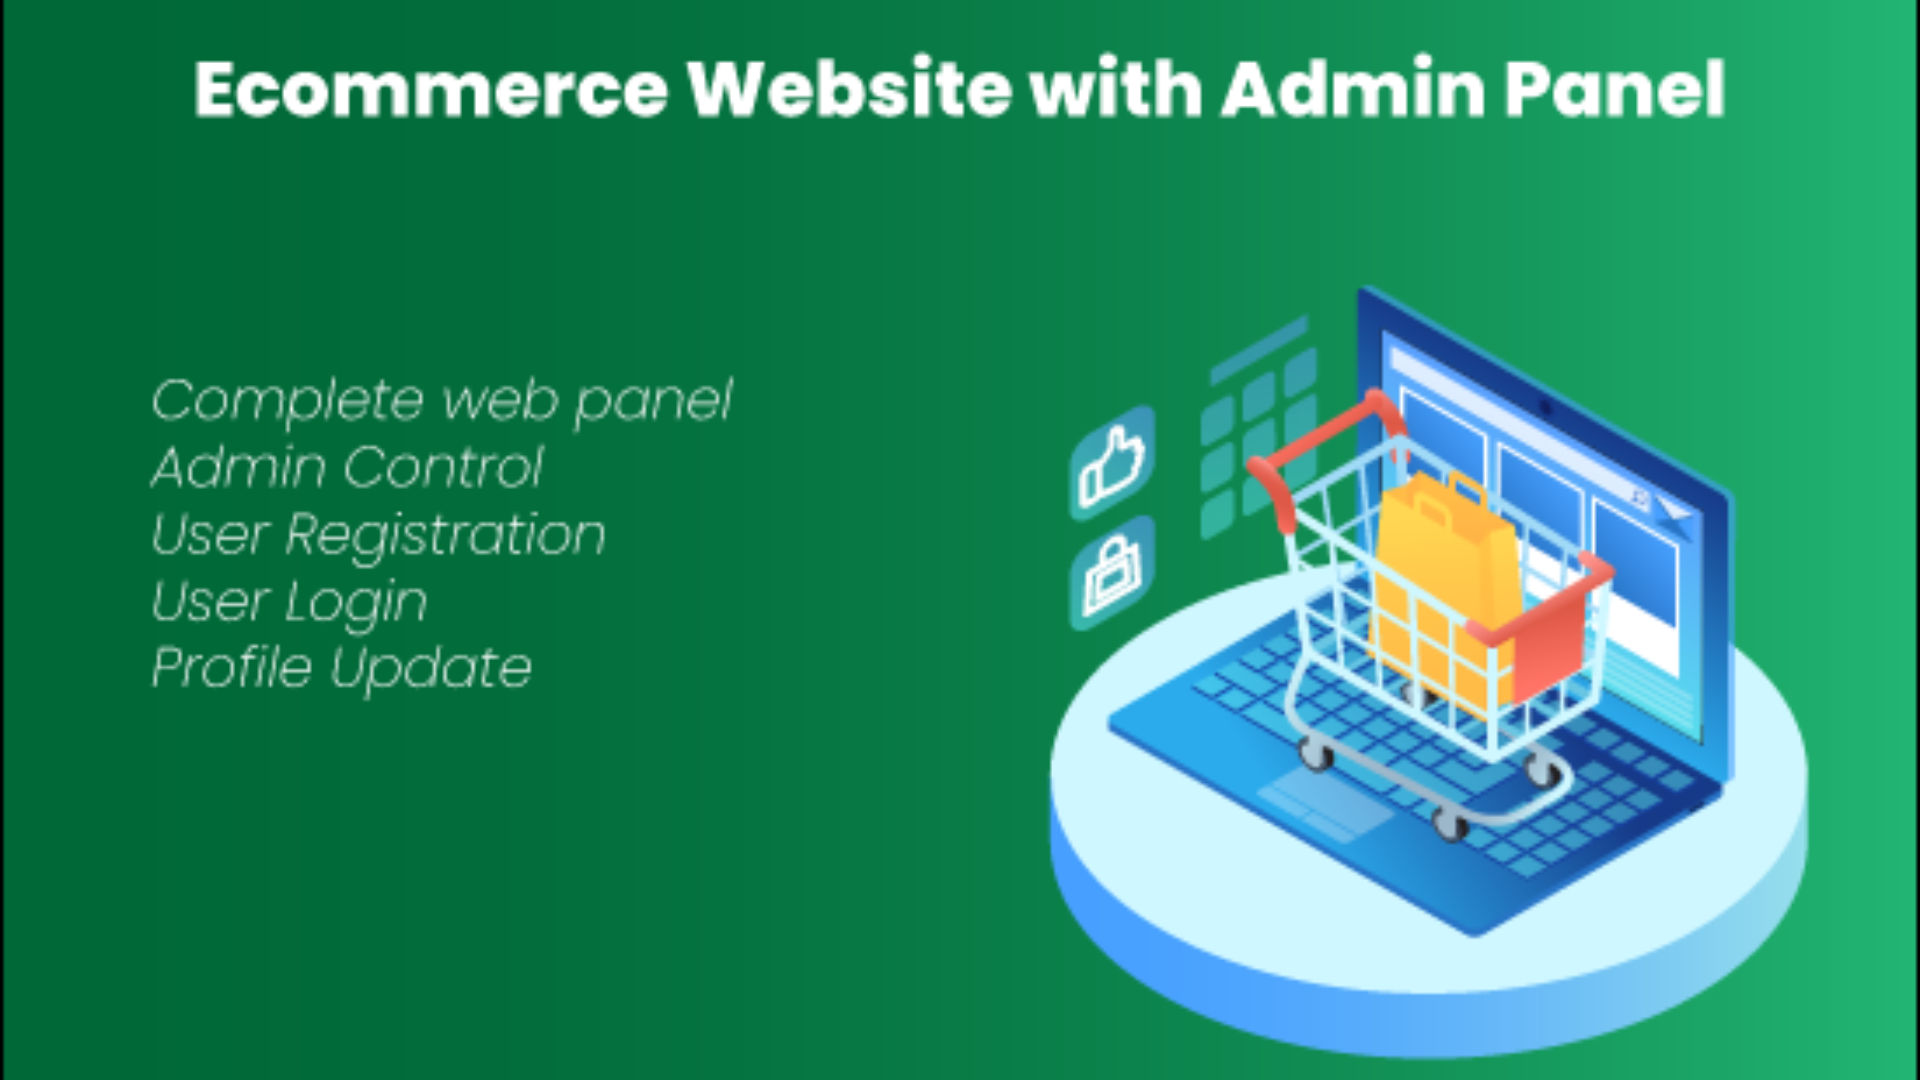 Ecommerce Website with Admin Panel
Complete web panel
Admin Control
User Registration
User Login
Profile Update